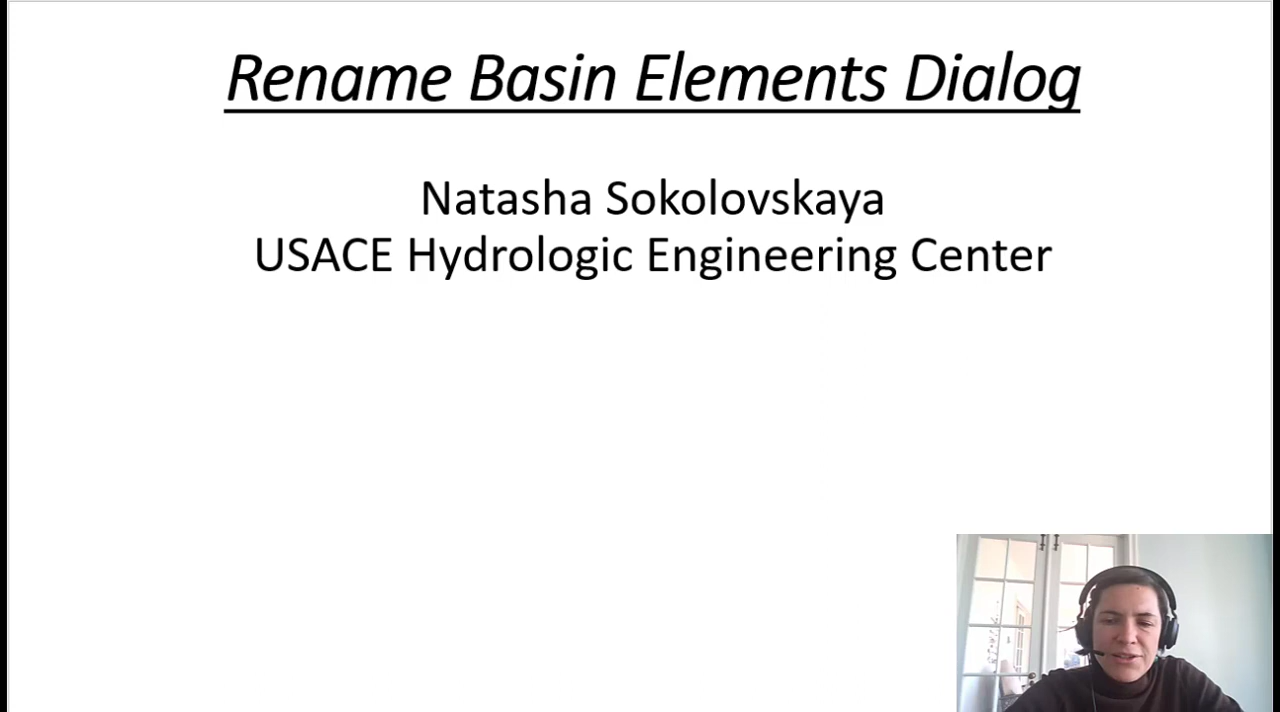 Rename Basin Elements Dialog
Natasha Sokolovskaya
USACE Hydrologic Engineering Center